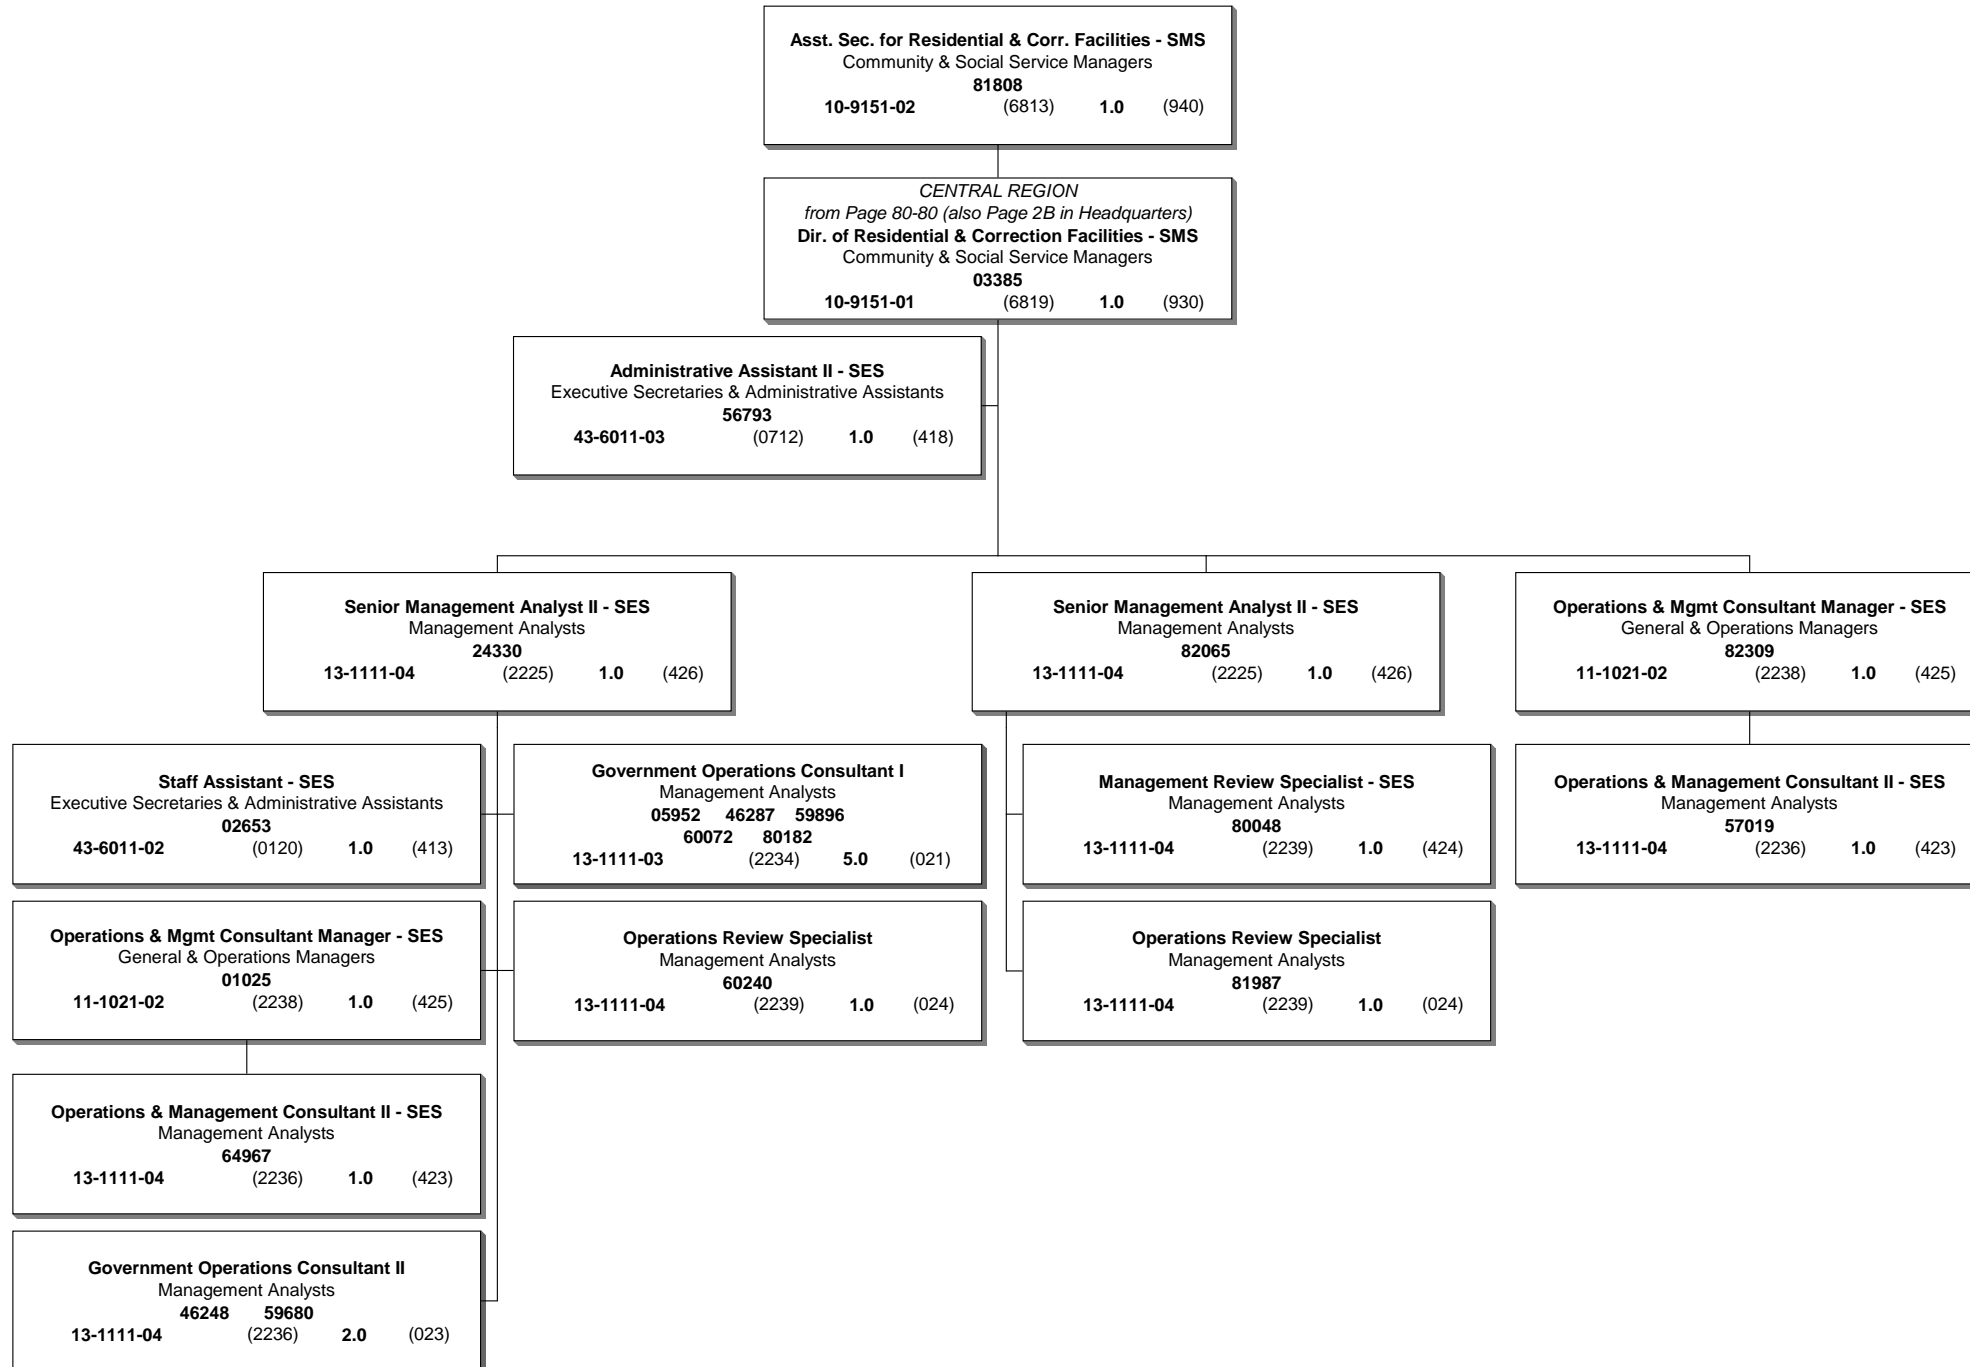 Asst. Sec. for Residential & Corr. Facilities - SMS
Community & Social Service Managers
81808
10-9151-02 (6813) 1.0 (940)
CENTRAL REGION
from Page 80-80 (also Page 2B in Headquarters)
Dir. of Residential & Correction Facilities - SMS
Community & Social Service Managers
03385
10-9151-01 (6819) 1.0 (930)
Administrative Assistant II - SES
Executive Secretaries & Administrative Assistants
56793
43-6011-03 (0712) 1.0 (418)
Senior Management Analyst II - SES
Management Analysts
24330
13-1111-04 (2225) 1.0 (426)
Senior Management Analyst II - SES
Management Analysts
82065
13-1111-04 (2225) 1.0 (426)
Operations & Mgmt Consultant Manager - SES
General & Operations Managers
82309
11-1021-02 (2238) 1.0 (425)
Staff Assistant - SES
Executive Secretaries & Administrative Assistants
02653
43-6011-02 (0120) 1.0 (413)
Government Operations Consultant I
Management Analysts
05952 46287 59896
60072 80182
13-1111-03 (2234) 5.0 (021)
Management Review Specialist - SES
Management Analysts
80048
13-1111-04 (2239) 1.0 (424)
Operations & Management Consultant II - SES
Management Analysts
57019
13-1111-04 (2236) 1.0 (423)
Operations & Mgmt Consultant Manager - SES
General & Operations Managers
01025
11-1021-02 (2238) 1.0 (425)
Operations Review Specialist
Management Analysts
60240
13-1111-04 (2239) 1.0 (024)
Operations Review Specialist
Management Analysts
81987
13-1111-04 (2239) 1.0 (024)
Operations & Management Consultant II - SES
Management Analysts
64967
13-1111-04 (2236) 1.0 (423)
Government Operations Consultant II
Management Analysts
46248 59680
13-1111-04 (2236) 2.0 (023)